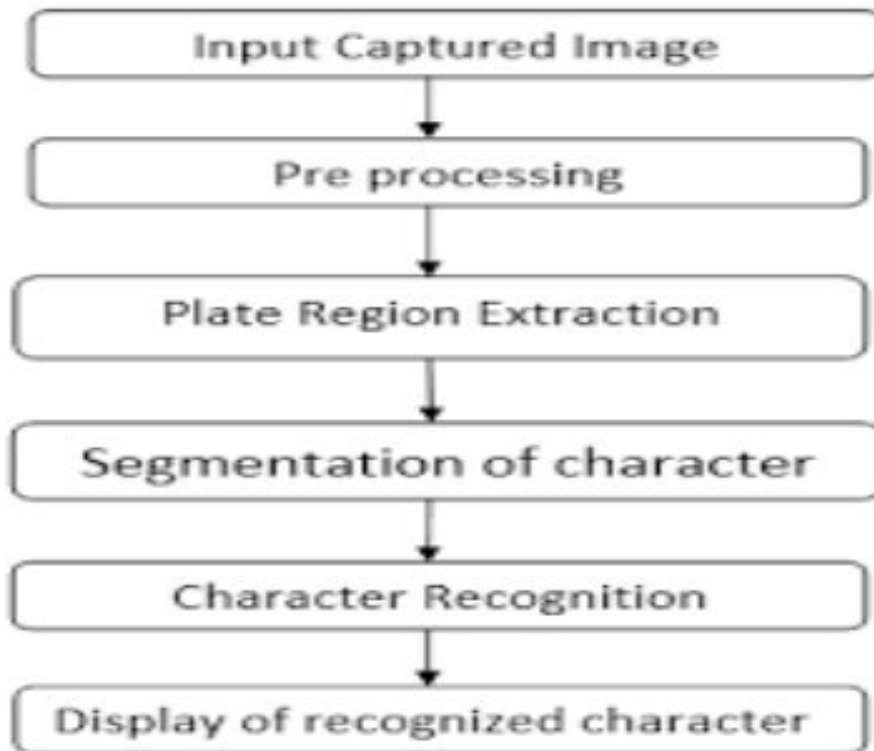 Input Captured Image
Pre processing
Plate Region Extraction
Segmentation of character
Character Recognition
Display of recognized character